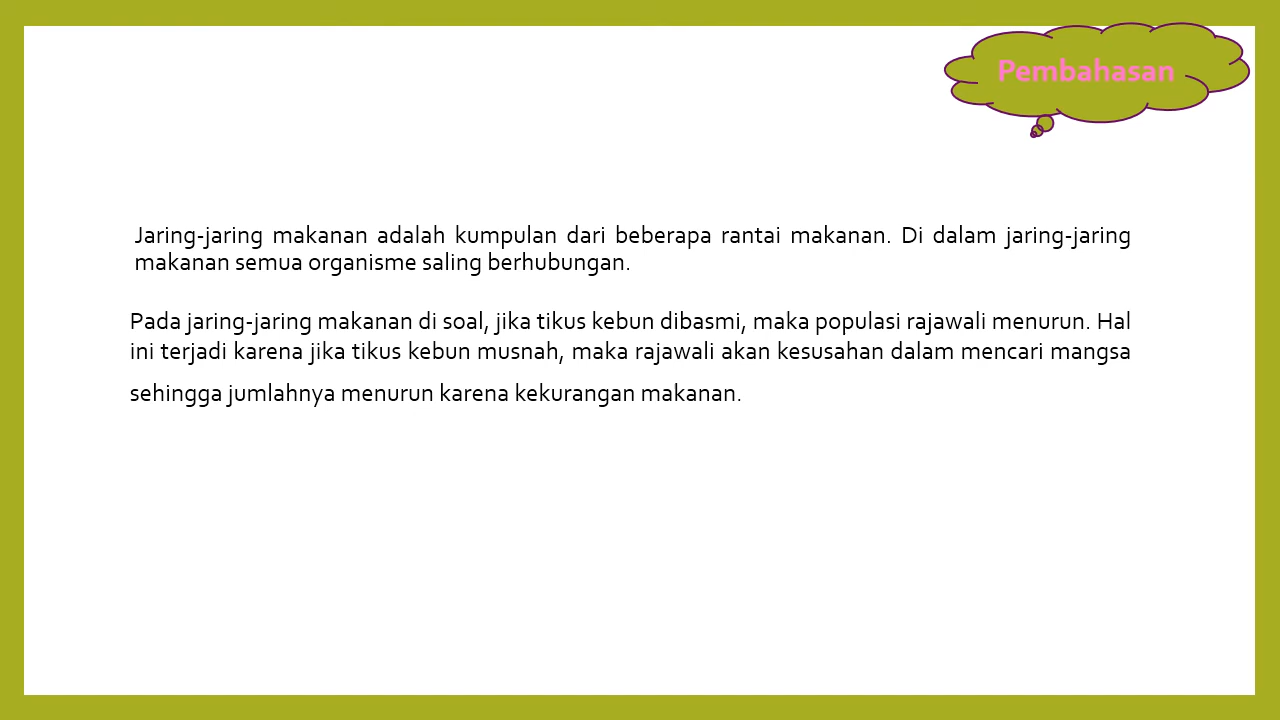 Pembahasan
Jaring-jaring makanan adalah kumpulan dari beberapa rantai makanan. Di dalam jaring-jaring
makanan semua organisme saling berhubungan.
Pada jaring-jaring makanan di soal, jika tikus kebun dibasmi, maka populasi rajawali menurun. Hal
ini terjadi karena jika tikus kebun musnah, maka rajawali akan kesusahan dalam mencari mangsa
sehingga jumlahnya menurun karena kekurangan makanan.